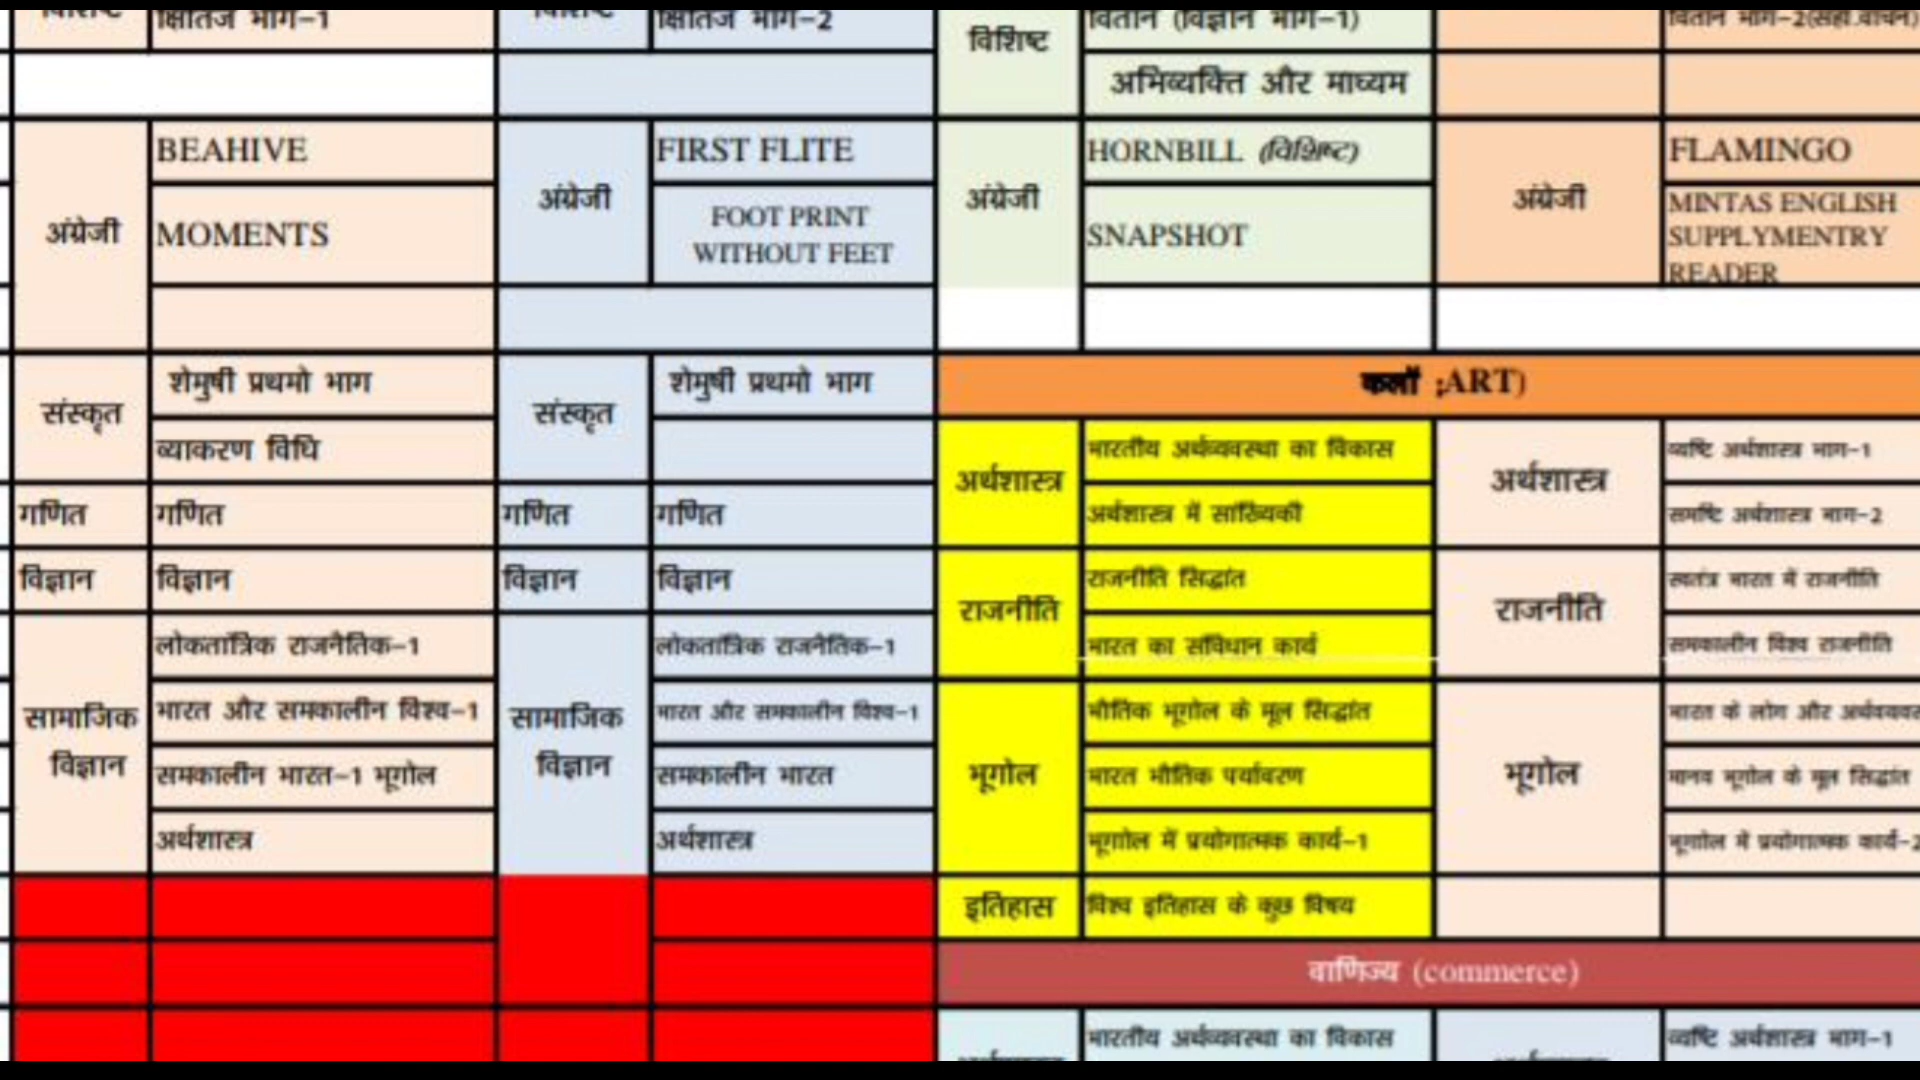 विशिष्ट क्षितिज भाग-1 विशिष्ट क्षितिज भाग-2 विशिष्ट वितान (विज्ञान भाग-1) वितान भाग-2(सहा.वाचन)
अभिव्यक्ति और माध्यम
अंग्रेजी BEAHIVE अंग्रेजी FIRST FLITE अंग्रेजी HORNBILL (विशिष्ट) अंग्रेजी FLAMINGO
MOMENTS
FOOT PRINT
WITHOUT FEET
SNAPSHOT
MINTAS ENGLISH
SUPPLYMENTRY
READER
संस्कृत शेमुषी प्रथमो भाग संस्कृत शेमुषी प्रथमो भाग
कलाॅ ;ART)
व्याकरण विधि
अर्थशास्त्र भारतीय अर्थव्यवस्था का विकास अर्थशास्त्र व्यष्टि अर्थशास्त्र भाग-1
गणित गणित गणित गणित अर्थशास्त्र में सांख्यिकी समष्टि अर्थशास्त्र भाग-2
विज्ञान विज्ञान विज्ञान विज्ञान राजनीति राजनीति सिद्धांत राजनीति स्वतंत्र भारत में राजनीति
सामाजिक
विज्ञान
लोकतांत्रिक राजनैतिक-1
सामाजिक
विज्ञान
लोकतांत्रिक राजनैतिक-1 भारत का संविधान कार्य समकालीन विश्व राजनीति
भारत और समकालीन विश्व-1 भारत और समकालीन विश्व-1 भूगोल भौतिक भूगोल के मूल सिद्धांत भूगोल भारत के लोग और
समकालीन भारत-1 भूगोल समकालीन भारत भारत भौतिक पर्यावरण मानव भूगोल के मूल सिद्धांत
अर्थशास्त्र अर्थशास्त्र भूगाोल में प्रयोगात्मक कार्य-1 भूगाोल में प्रयोगात्मक कार्य-2
इतिहास विश्व इतिहास के कुछ विषय
वाणिज्य (commerce)
भारतीय अर्थव्यवस्था का विकास व्यष्टि अर्थशास्त्र भाग-1